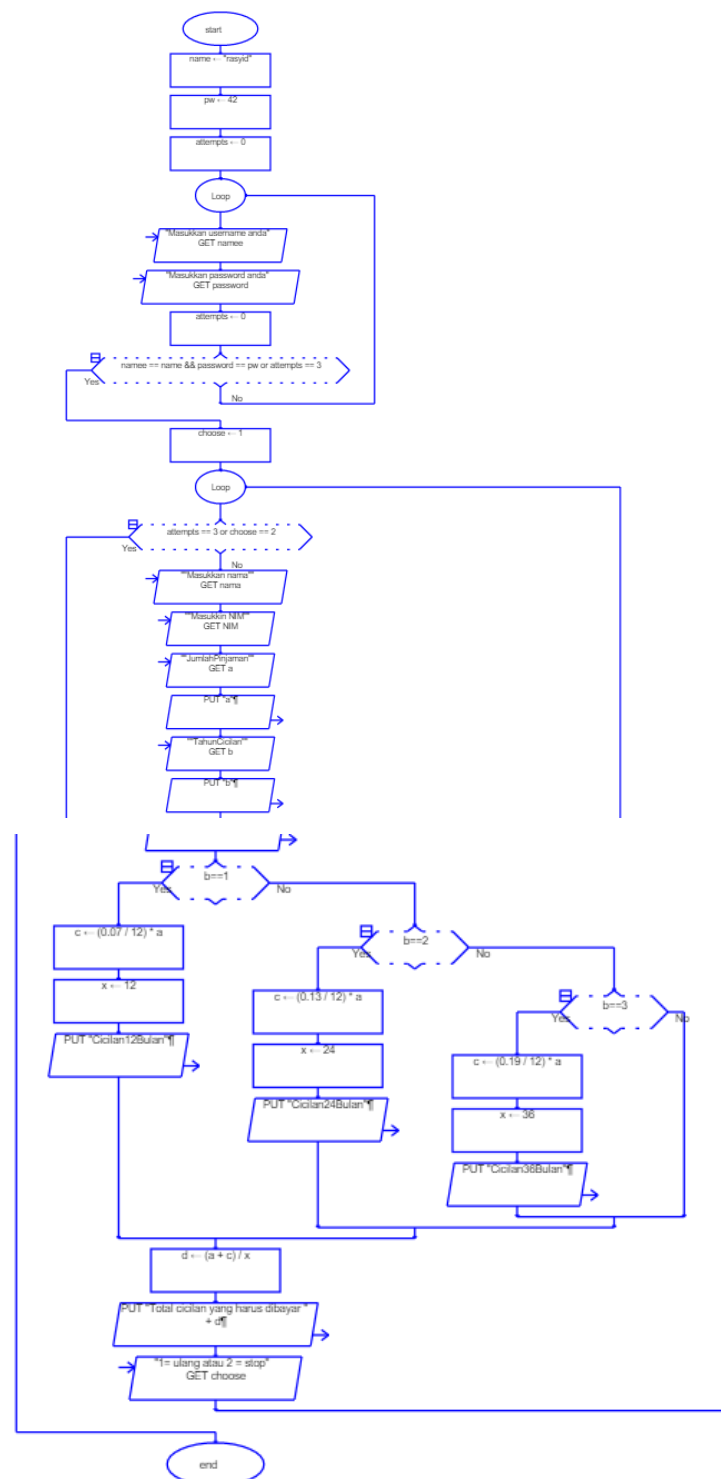 start
name ← "rasyid"
pw ← 42
attempts ← 0
Loop
"Masukkan username anda"
GET namee
"Masukkan password anda"
GET password
attempts ← 0
namee == name && password == pw or attempts == 3
Yes
No
choose ← 1
Loop
attempts == 3 or choose == 2
Yes
No
""Masukkan nama""
GET nama
""Masukkin NIM""
GET NIM
""JumlahPinjaman""
GET a
PUT "a"¶
""TahunCicilan""
GET b
PUT "b"¶
b==1
Yes
No
c ← (0.07 / 12) * a
x ← 12
PUT "Cicilan12Bulan"¶
b==2
Yes
No
c ← (0.13 / 12) * a
x ← 24
PUT "Cicilan24Bulan"¶
b==3
Yes
No
c ← (0.19 / 12) * a
x ← 36
PUT "Cicilan36Bulan"¶
d ← (a + c) / x
PUT "Total cicilan yang harus dibayar "
+ d¶
"1= ulang atau 2 = stop"
GET choose
end